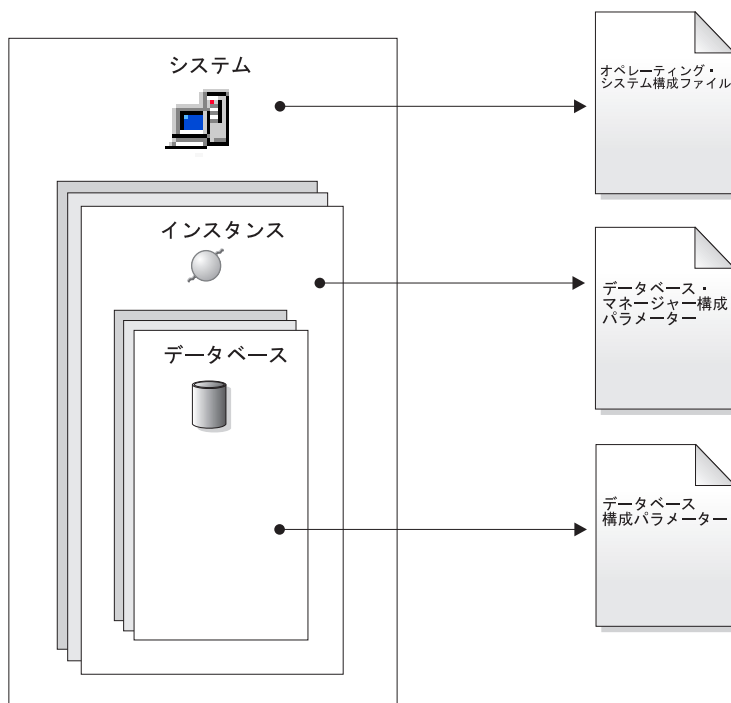 システム
オペレーティング・
システム構成ファイル
インスタンス
データベース・
マネージャー構成
パラメーター
データベース
データベース
構成パラメーター